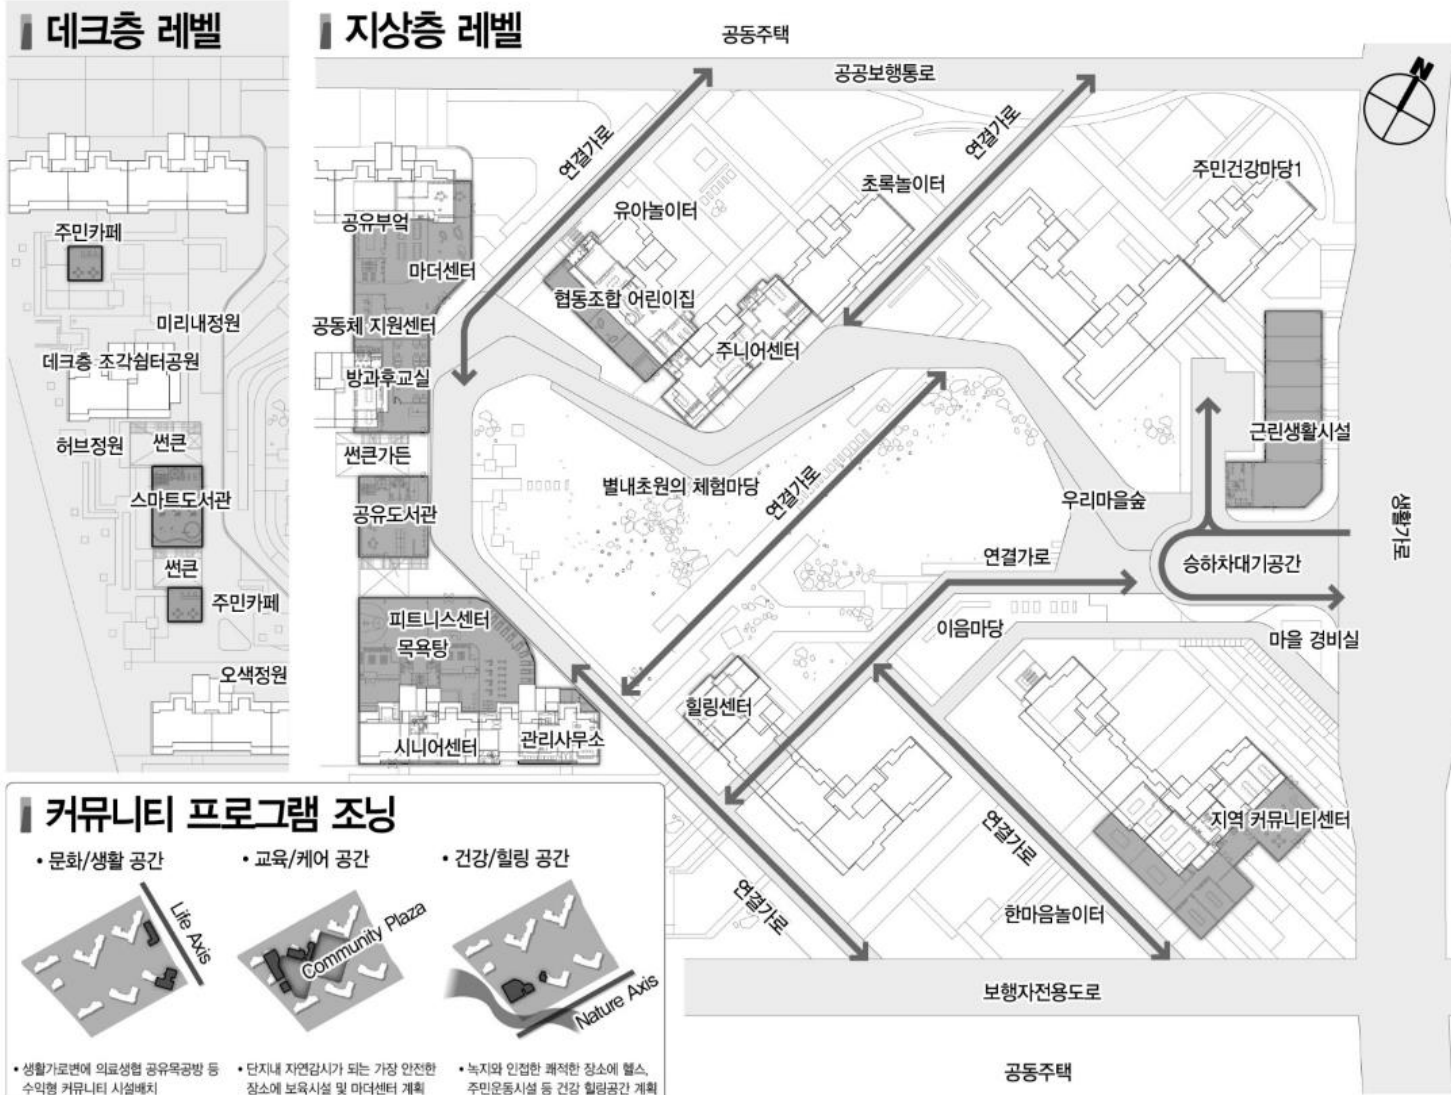 데크층 레벨
주민카페
미리내정원
데크층 조각쉼터공원
허브정원
썬큰
스마트도서관
썬큰
주민카페
오색정원
지상층 레벨
공동주택
공공보행통로
N
연결가로
연결가로
주민건강마당1
초록놀이터
유아놀이터
공유부엌
마더센터
협동조합 어린이집
공동체 지원센터
주니어센터
방과후교실
근린생활시설
썬큰가든
별내초원의 체험마당
연결가로
우리마을숲
공유도서관
생활가로
연결가로
승하차대기공간
피트니스센터
목욕탕
이음마당
마을 경비실
힐링센터
시니어센터
관리사무소
지역 커뮤니티센터
연결가로
연결가로
한마음놀이터
보행자전용도로
공동주택
커뮤니티 프로그램 조닝
• 문화/생활 공간
Life Axis
• 생활가로변에 의료생협 공유목공방 등
수익형 커뮤니티 시설배치
• 교육/케어 공간
Community Plaza
• 단지내 자연감시가 되는 가장 안전한
장소에 보육시설 및 마더센터 계획
• 건강/힐링 공간
Nature Axis
• 녹지와 인접한 쾌적한 장소에 헬스,
주민운동시설 등 건강 힐링공간 계획